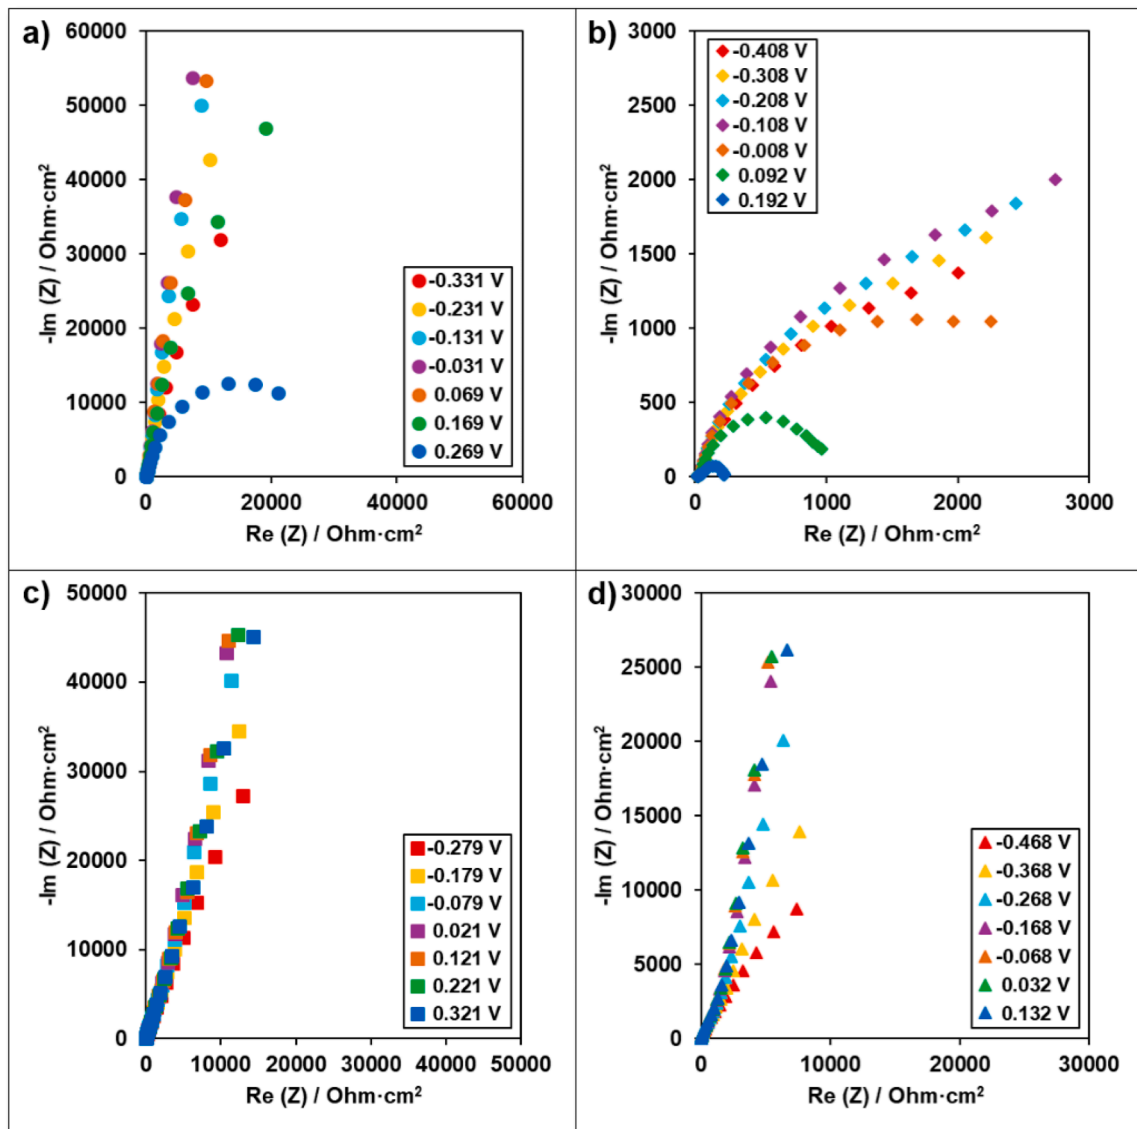 a)
60000
50000
40000
30000
20000
10000
0
-Im (Z) / Ohm·cm²
-0.331 V
-0.231 V
-0.131 V
-0.031 V
0.069 V
0.169 V
0.269 V
0 20000 40000 60000
Re (Z) / Ohm·cm²
b)
3000
2500
2000
1500
1000
500
0
-Im (Z) / Ohm·cm²
-0.408 V
-0.308 V
-0.208 V
-0.108 V
-0.008 V
0.092 V
0.192 V
0 1000 2000 3000
Re (Z) / Ohm·cm²
c)
50000
40000
30000
20000
10000
0
-Im (Z) / Ohm·cm²
-0.279 V
-0.179 V
-0.079 V
0.021 V
0.121 V
0.221 V
0.321 V
0 10000 20000 30000 40000 50000
Re (Z) / Ohm·cm²
d)
30000
25000
20000
15000
10000
5000
0
-Im (Z) / Ohm·cm²
-0.468 V
-0.368 V
-0.268 V
-0.168 V
-0.068 V
0.032 V
0.132 V
0 10000 20000 30000
Re (Z) / Ohm·cm²